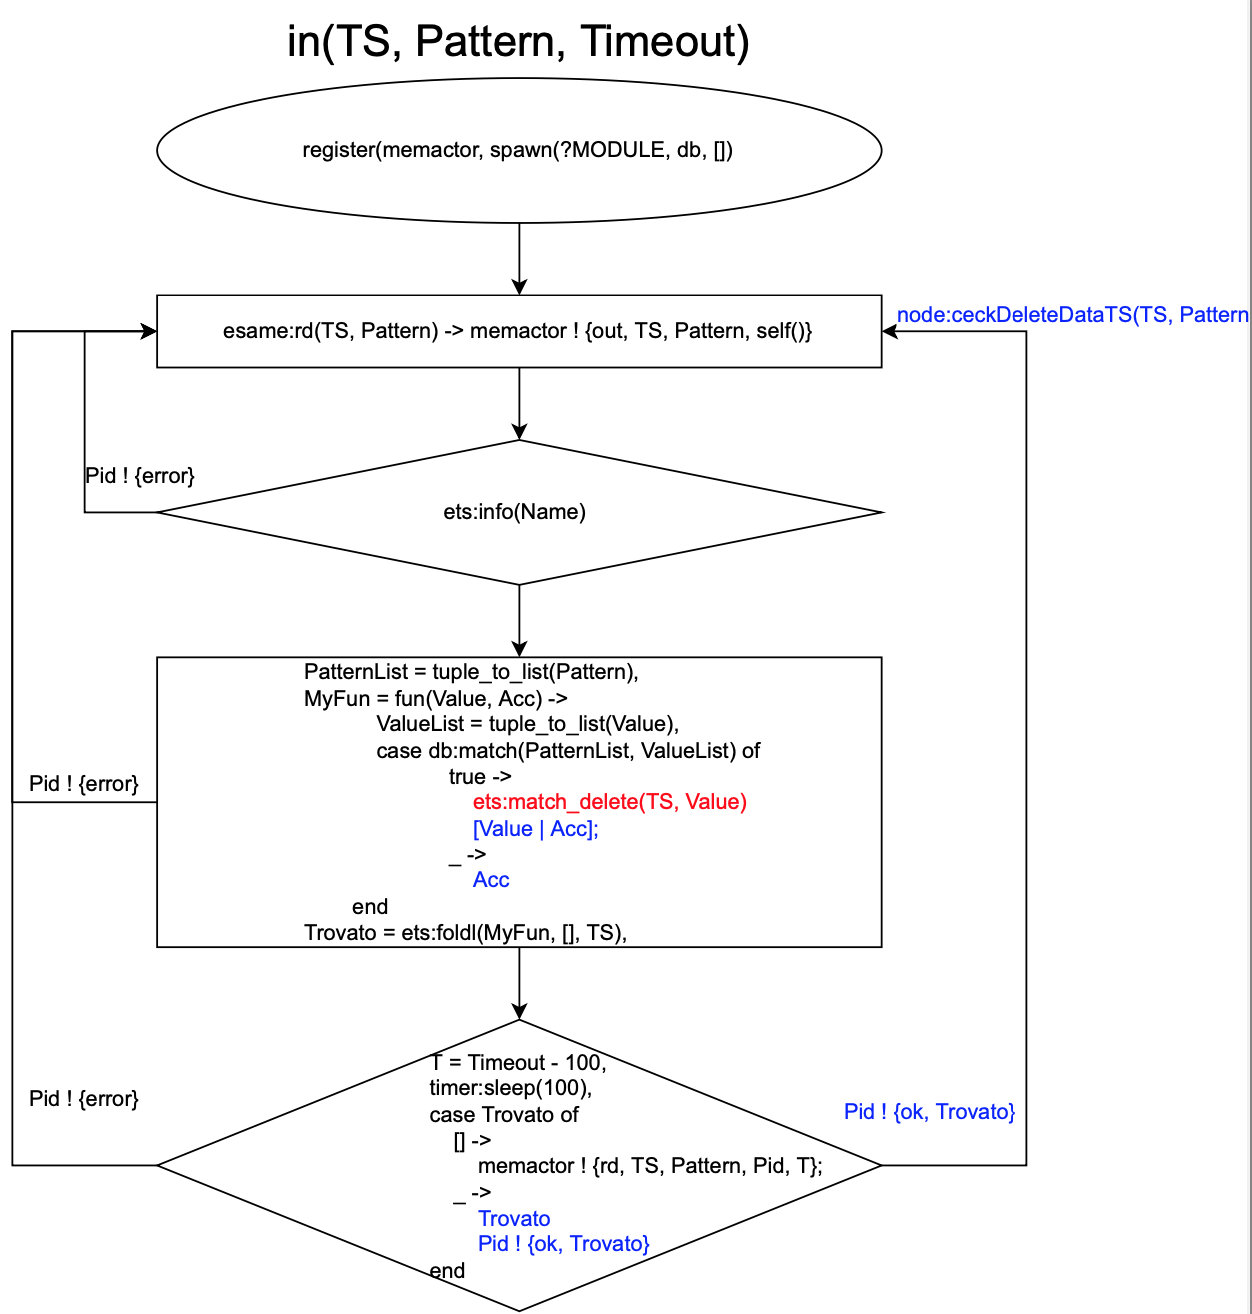 in(TS, Pattern, Timeout)
register(memactor, spawn(?MODULE, db, [])
node:ceckDeleteDataTS(TS, Pattern
esame:rd(TS, Pattern) -> memactor ! {out, TS, Pattern, self()}
Pid ! {error}
ets:info(Name)
PatternList = tuple_to_list(Pattern),
MyFun = fun(Value, Acc) ->
ValueList = tuple_to_list(Value),
case db:match(PatternList, ValueList) of
true ->
ets:match_delete(TS, Value)
[Value | Acc];
_ ->
Acc
end
Trovato = ets:foldl(MyFun, [], TS),
Pid ! {error}
T = Timeout - 100,
timer:sleep(100),
case Trovato of
[] ->
memactor ! {rd, TS, Pattern, Pid, T};
_ ->
Trovato
Pid ! {ok, Trovato}
end
Pid ! {error}
Pid ! {ok, Trovato}